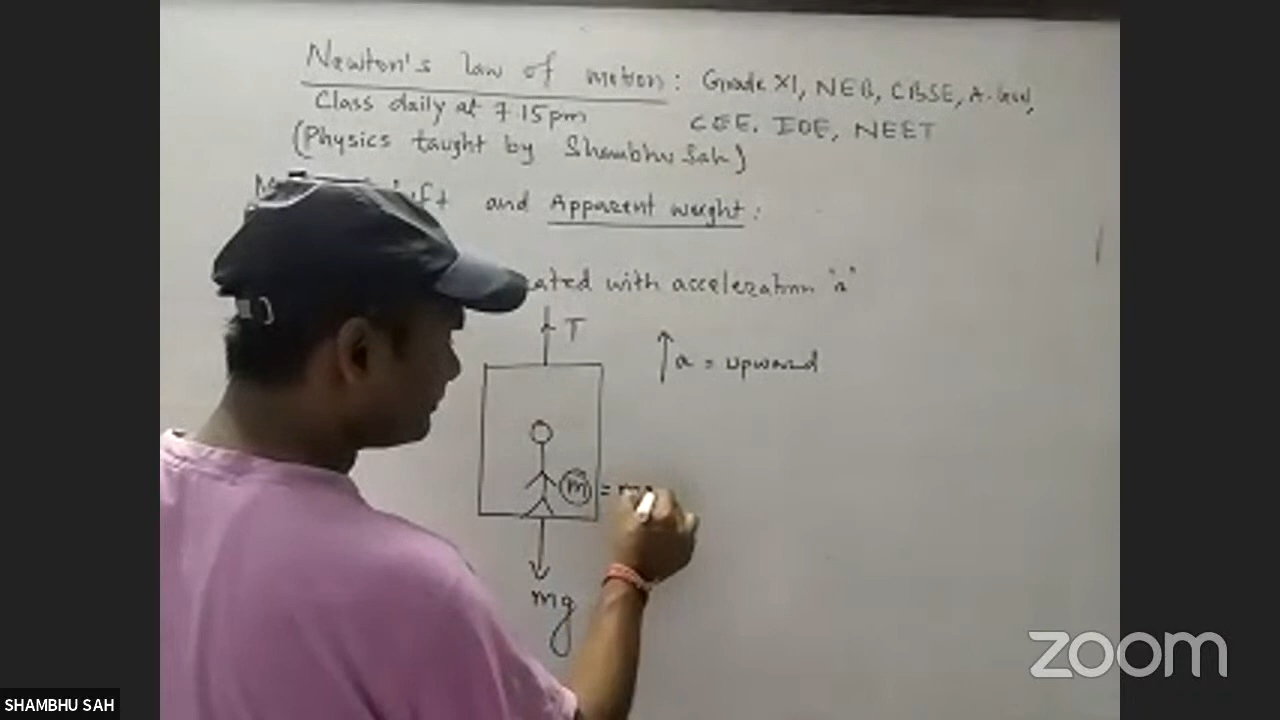 Newton's law of motion: Grade XI, NEB, CBSE, A-level,
Class daily at 7.15pm CEE. IOE, NEET
(Physics taught by Shambhu Sah)
and Apparent weight:
with acceleration "a"
T
a = upward
m =
mg
zoom
SHAMBHU SAH